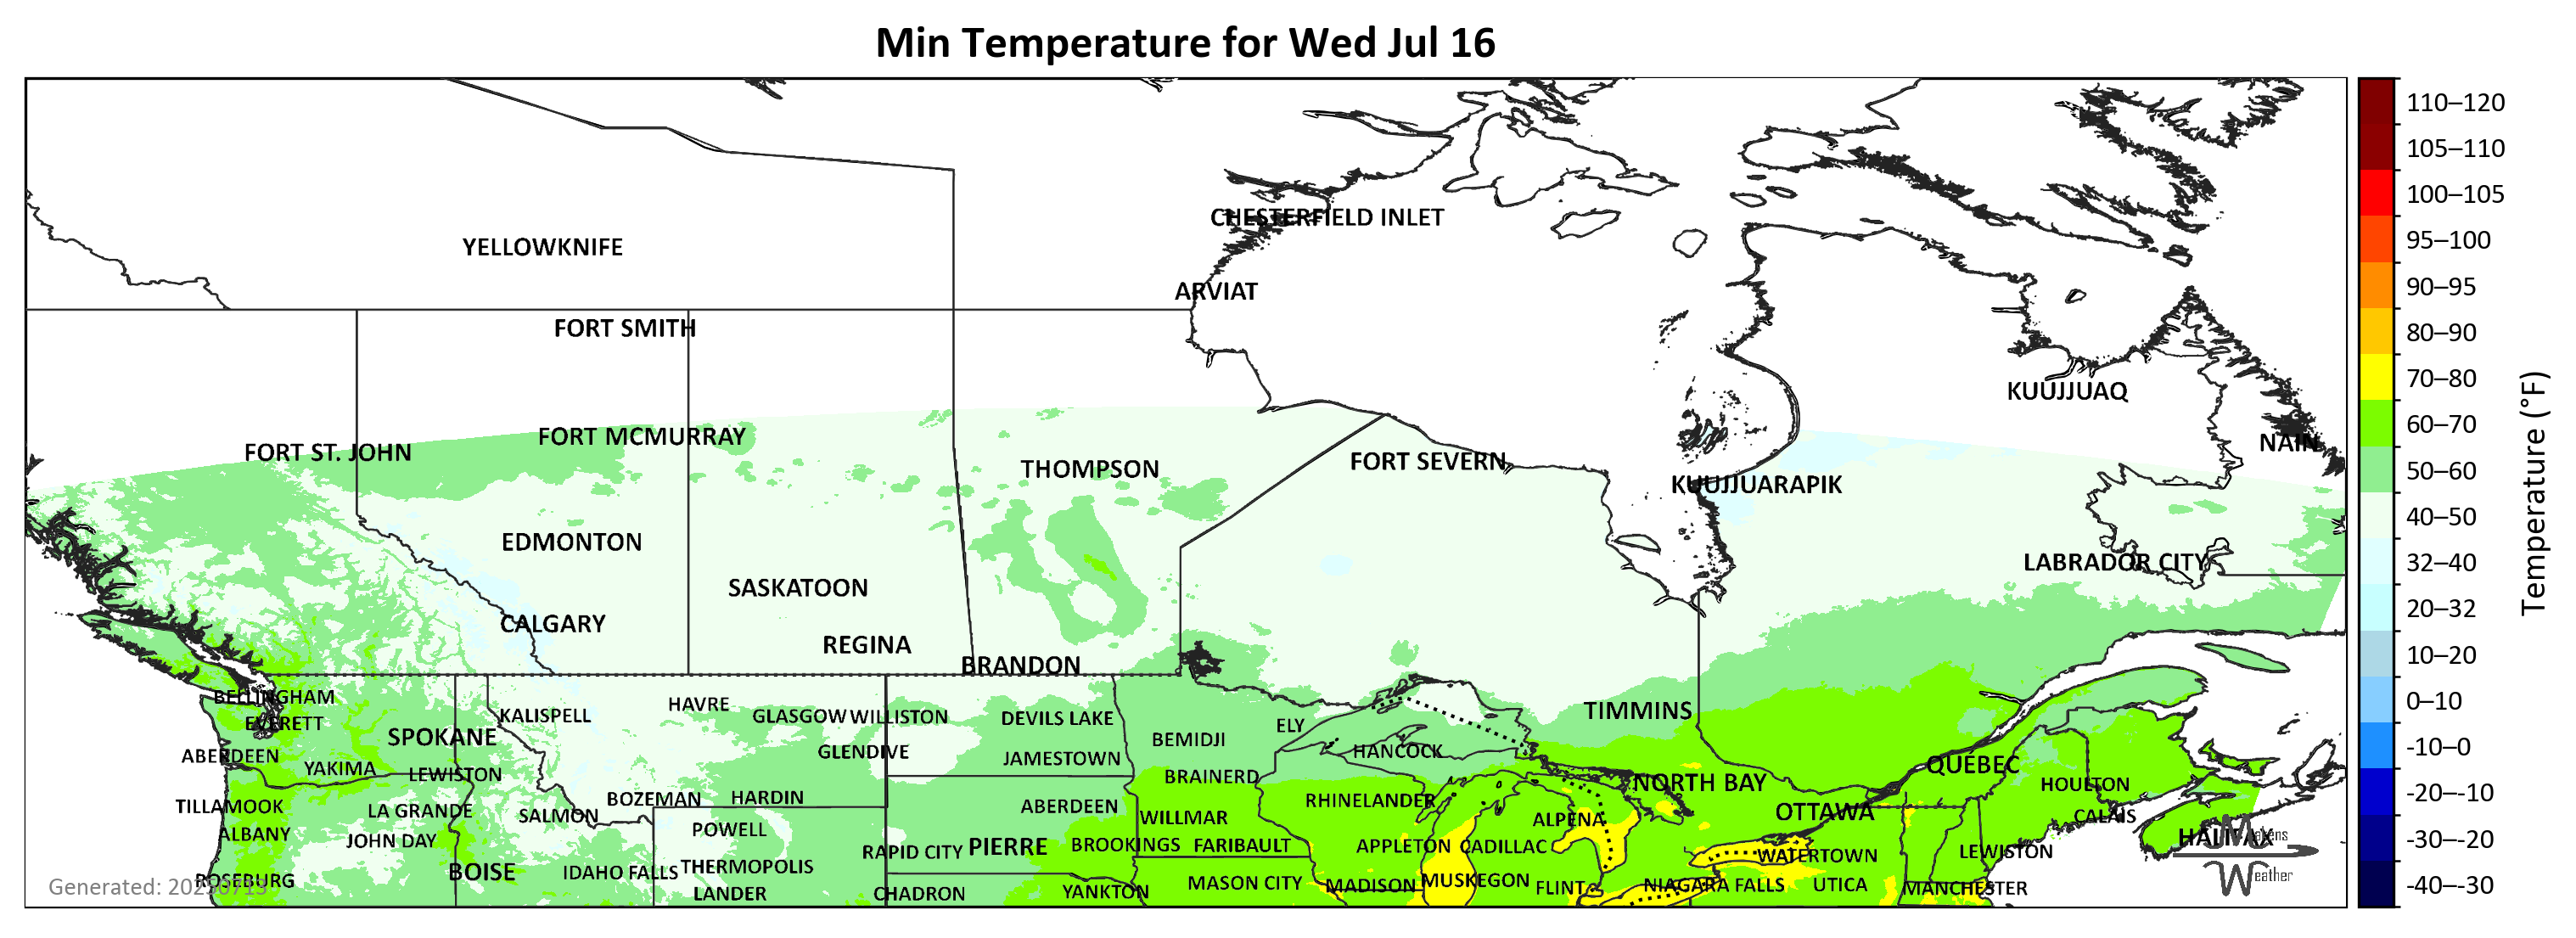 Min Temperature for Wed Jul 16
110–120
105–110
100–105
95–100
90–95
80–90
70–80
60–70
50–60
40–50
32–40
20–32
10–20
0–10
-10–0
-20–-10
-30–-20
-40–-30
Temperature (°F)
CHESTERFIELD INLET
YELLOWKNIFE
ARVIAT
FORT SMITH
KUUJJUAQ
FORT MCMURRAY
NAIN
FORT ST. JOHN
FORT SEVERN
THOMPSON
KUUJJUARAPIK
EDMONTON
LABRADOR CITY
SASKATOON
CALGARY
REGINA
BRANDON
BELLINGHAM
HAVRE
TIMMINS
KALISPELL
GLASGOW
WILLISTON
DEVILS LAKE
EVERETT
ELY
SPOKANE
BEMIDJI
HANCOCK
GLENDIVE
ABERDEEN
JAMESTOWN
QUÉBEC
YAKIMA
LEWISTON
BRAINERD
NORTH BAY
HOULTON
BOZEMAN
HARDIN
RHINELANDER
TILLAMOOK
ABERDEEN
LA GRANDE
OTTAWA
SALMON
CALAIS
WILLMAR
ALPENA
POWELL
ALBANY
HALIFAX
JOHN DAY
BROOKINGS
FARIBAULT
APPLETON
CADILLAC
PIERRE
RAPID CITY
LEWISTON
WATERTOWN
THERMOPOLIS
BOISE
IDAHO FALLS
ROSEBURG
MUSKEGON
MASON CITY
MADISON
NIAGARA FALLS
UTICA
FLINT
MANCHESTER
YANKTON
LANDER
CHADRON
Generated: 20250713
Makens
Weather